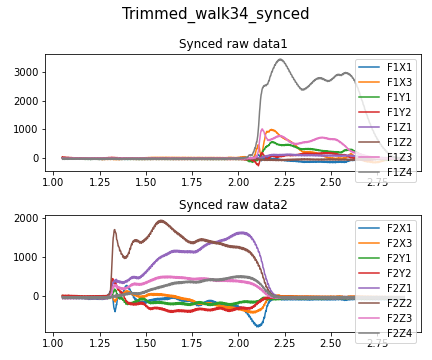 Trimmed_walk34_synced
Synced raw data1
3000
2000
1000
0
F1X1
F1X3
F1Y1
F1Y2
F1Z1
F1Z2
F1Z3
F1Z4
1.00 1.25 1.50 1.75 2.00 2.25 2.50 2.75
Synced raw data2
2000
1000
0
F2X1
F2X3
F2Y1
F2Y2
F2Z1
F2Z2
F2Z3
F2Z4
1.00 1.25 1.50 1.75 2.00 2.25 2.50 2.75